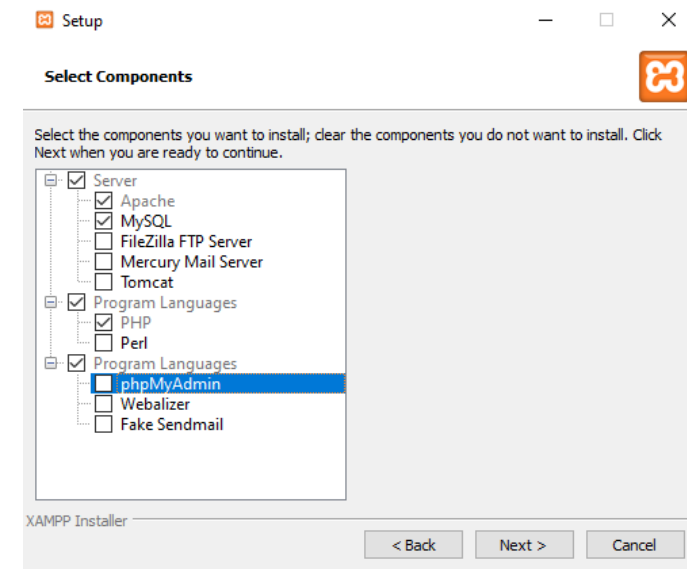 Setup
Select Components
Select the components you want to install; clear the components you do not want to install. Click
Next when you are ready to continue.
Server
Apache
MySQL
FileZilla FTP Server
Mercury Mail Server
Tomcat
Program Languages
PHP
Perl
Program Languages
phpMyAdmin
Webalizer
Fake Sendmail
XAMPP Installer
< Back
Next >
Cancel